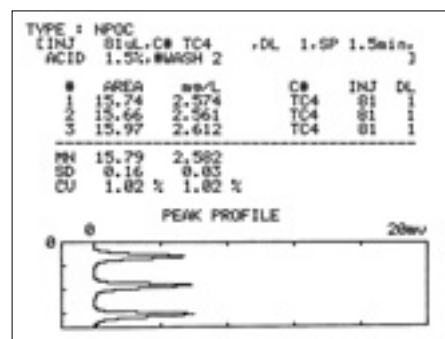 TYPE : NPOC
[INJ 81uL,C# TC4 ,DL 1,SP 1.5min,
ACID 1.5%,#WASH 2 ]
# AREA mg/L C# INJ DL
1 15.74 2.574 TC4 81 1
2 15.66 2.561 TC4 81 1
3 15.97 2.612 TC4 81 1
MN 15.79 2.582
SD 0.16 0.03
CV 1.02 % 1.02 %
PEAK PROFILE
0 20mv
0